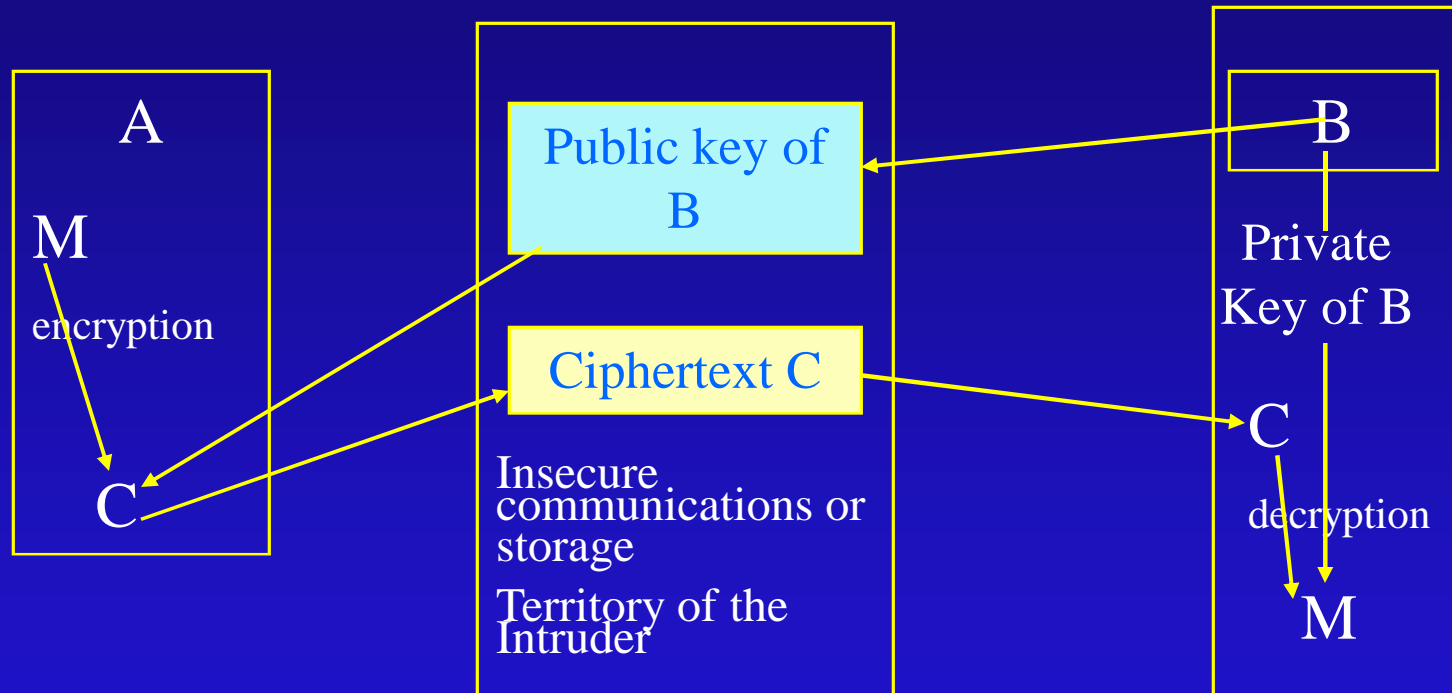 A
M
encryption
C
Public key of
B
Ciphertext C
Insecure
communications or
storage
Territory of the
Intruder
B
Private
Key of B
C
decryption
M